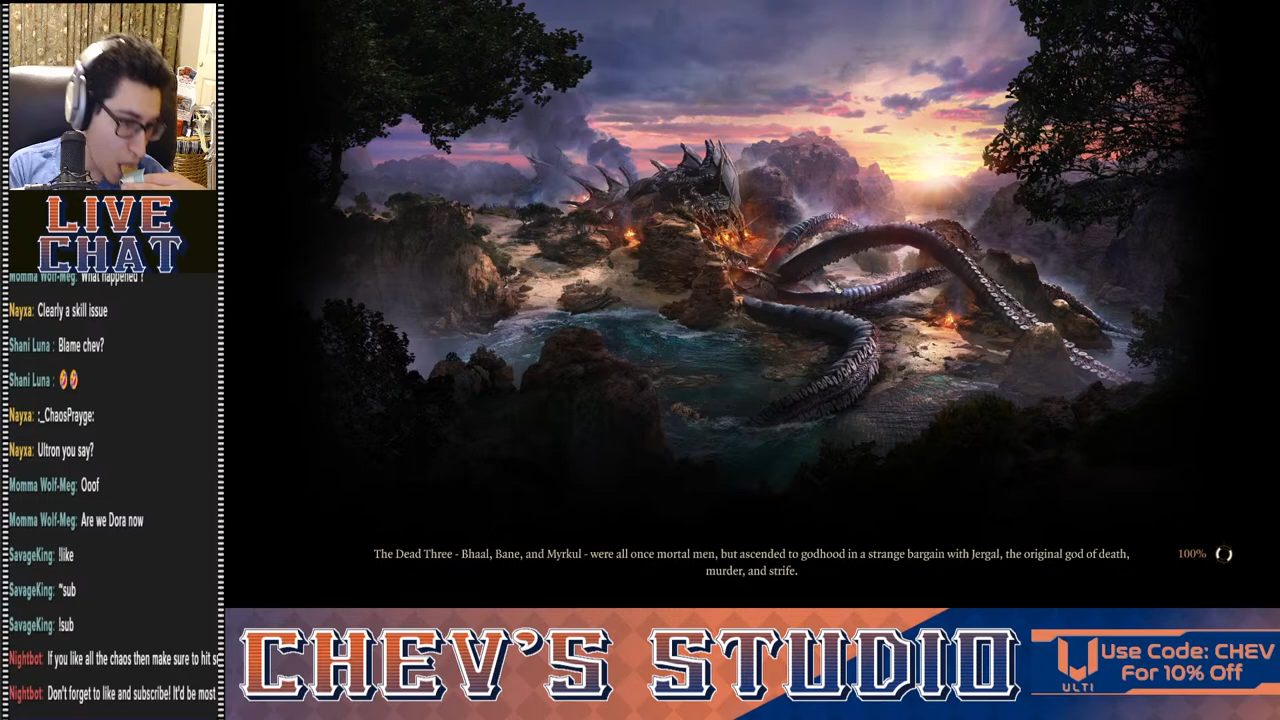 LIVE
CHAT
Momma Wolf-Meg: What happened ?
Nayxa: Clearly a skill issue
Shani Luna : Blame chev?
Shani Luna :
Nayxa: :_ChaosPrayge:
Nayxa: Ultron you say?
Momma Wolf-Meg: Ooof
Momma Wolf-Meg: Are we Dora now
SavageKing: !like
SavageKing: ~sub
SavageKing: !sub
Nightbot: If you like all the chaos then make sure to hit
Nightbot: Don't forget to like and subscribe! It'd be most
The Dead Three - Bhaal, Bane, and Myrkul - were all once mortal men, but ascended to godhood in a strange bargain with Jergal, the original god of death,
murder, and strife.
100%
CHEV'S STUDIO
ULTI
Use Code: CHEV
For 10% Off